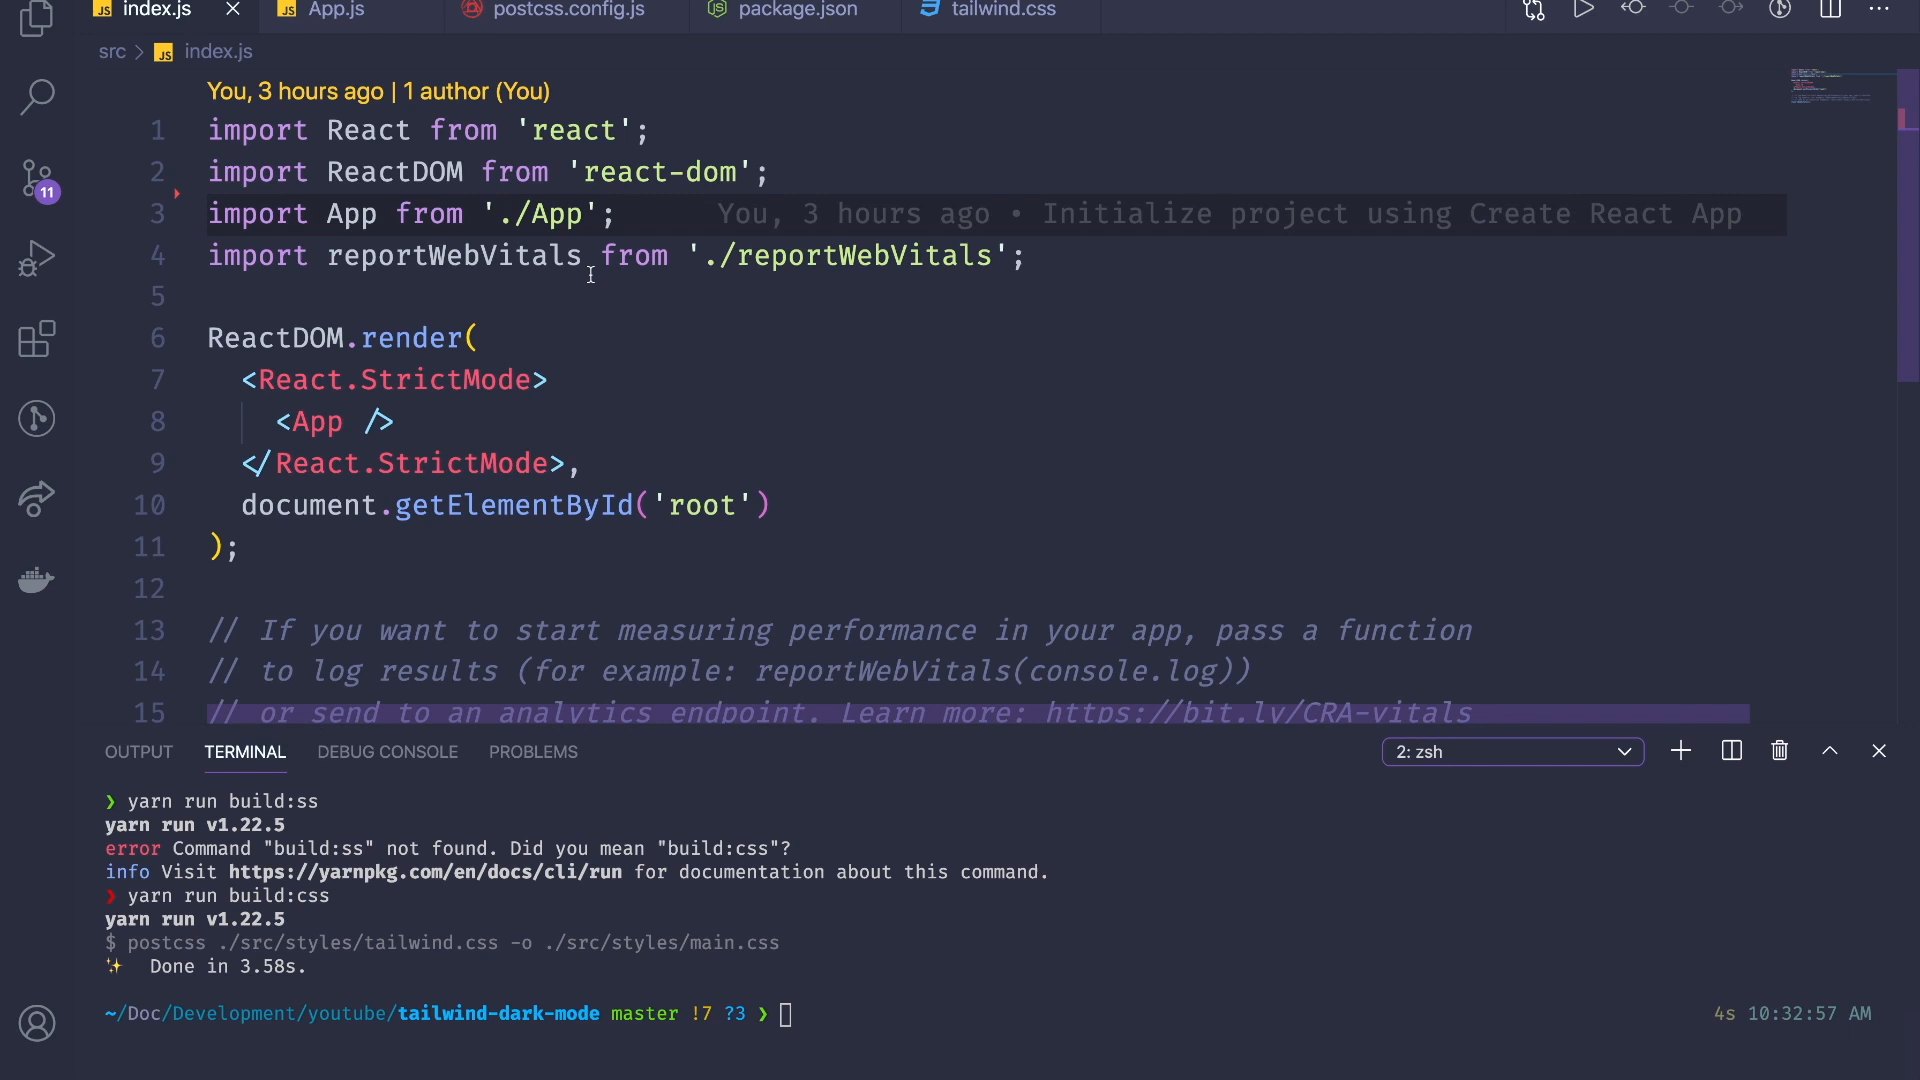 JS index.js
JS App.js
postcss.config.js
JS package.json
3 tailwind.css
src > JS index.js
11
You, 3 hours ago | 1 author (You)
1 import React from 'react';
2 import ReactDOM from 'react-dom';
3 import App from './App'; You, 3 hours ago • Initialize project using Create React App
4 import reportWebVitals from './reportWebVitals';
5
6 ReactDOM.render(
7 <React.StrictMode>
8 <App />
9 </React.StrictMode>,
10 document.getElementById('root')
11 );
12
13 // If you want to start measuring performance in your app, pass a function
14 // to log results (for example: reportWebVitals(console.log))
15 // or send to an analytics endpoint. Learn more: https://bit.ly/CRA-vitals
OUTPUT TERMINAL DEBUG CONSOLE PROBLEMS 2: zsh
❯ yarn run build:ss
yarn run v1.22.5
error Command "build:ss" not found. Did you mean "build:css"?
info Visit https://yarnpkg.com/en/docs/cli/run for documentation about this command.
❯ yarn run build:css
yarn run v1.22.5
$ postcss ./src/styles/tailwind.css -o ./src/styles/main.css
✨ Done in 3.58s.
~/Doc/Development/youtube/tailwind-dark-mode master !7 ?3 ❯ 4s 10:32:57 AM